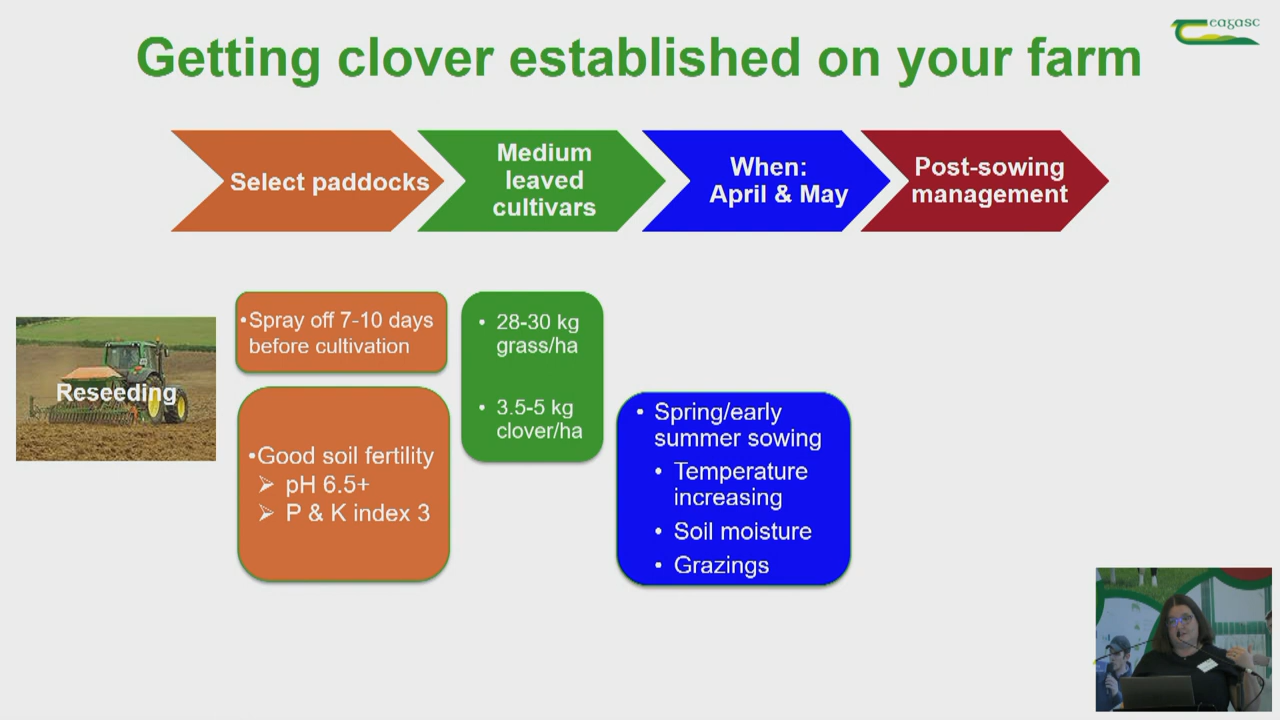 Getting clover established on your farm
eagasc
Select paddocks
Medium
leaved
cultivars
When:
April & May
Post-sowing
management
Reseeding
•Spray off 7-10 days
before cultivation
•Good soil fertility
➢ pH 6.5+
➢ P & K index 3
• 28-30 kg
grass/ha
• 3.5-5 kg
clover/ha
• Spring/early
summer sowing
• Temperature
increasing
• Soil moisture
• Grazings